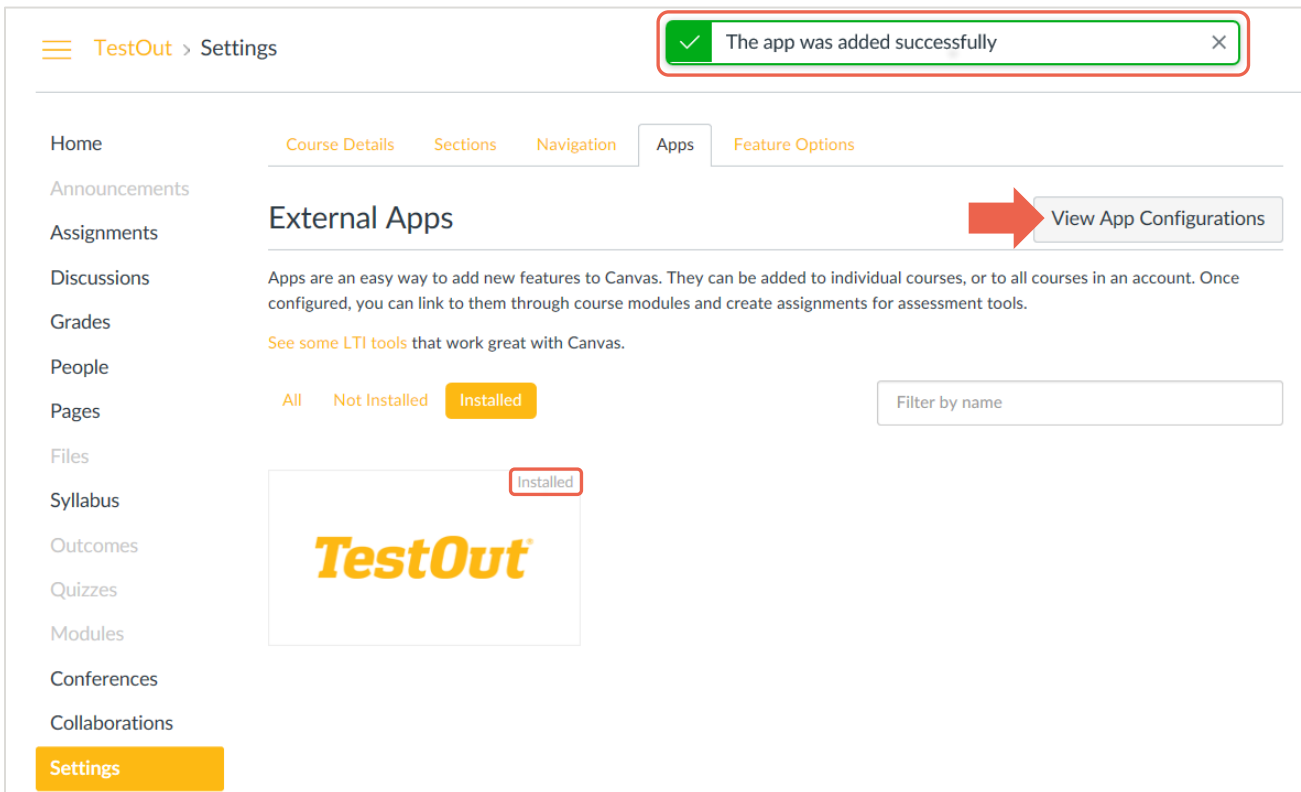 TestOut > Settings
The app was added successfully
Home
Announcements
Assignments
Discussions
Grades
People
Pages
Files
Syllabus
Outcomes
Quizzes
Modules
Conferences
Collaborations
Settings
Course Details Sections Navigation Apps Feature Options
External Apps
View App Configurations
Apps are an easy way to add new features to Canvas. They can be added to individual courses, or to all courses in an account. Once
configured, you can link to them through course modules and create assignments for assessment tools.
See some LTI tools that work great with Canvas.
All Not Installed Installed
Filter by name
Installed
TestOut®